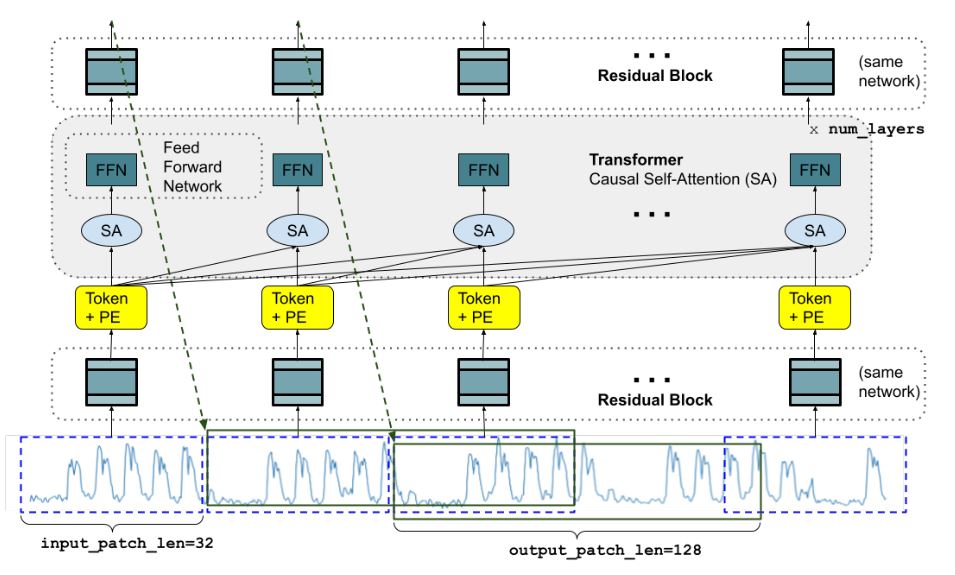 ...
Residual Block
(same
network)
x num_layers
Feed
Forward
Network
Transformer
Causal Self-Attention (SA)
FFN
FFN
FFN
FFN
...
SA
SA
SA
SA
Token
+ PE
Token
+ PE
Token
+ PE
Token
+ PE
...
Residual Block
(same
network)
input_patch_len=32
output_patch_len=128